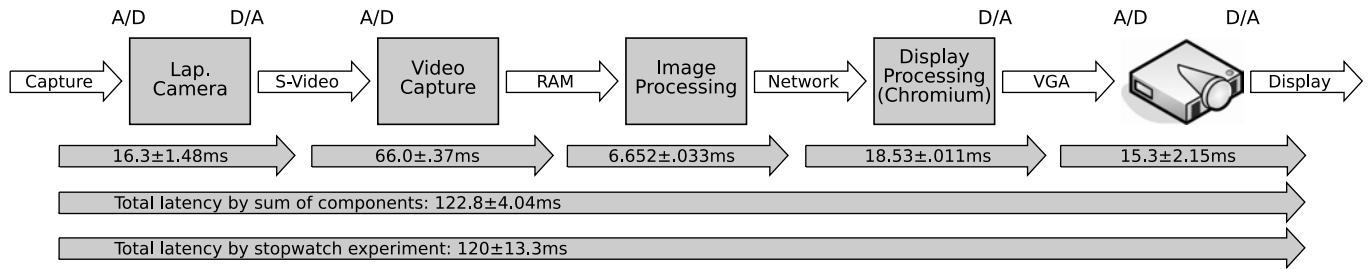 A/D D/A A/D D/A A/D D/A
Capture
Lap.
Camera
S-Video
Video
Capture
RAM
Image
Processing
Network
Display
Processing
(Chromium)
VGA
Display
16.3±1.48ms
66.0±.37ms
6.652±.033ms
18.53±.011ms
15.3±2.15ms
Total latency by sum of components: 122.8±4.04ms
Total latency by stopwatch experiment: 120±13.3ms